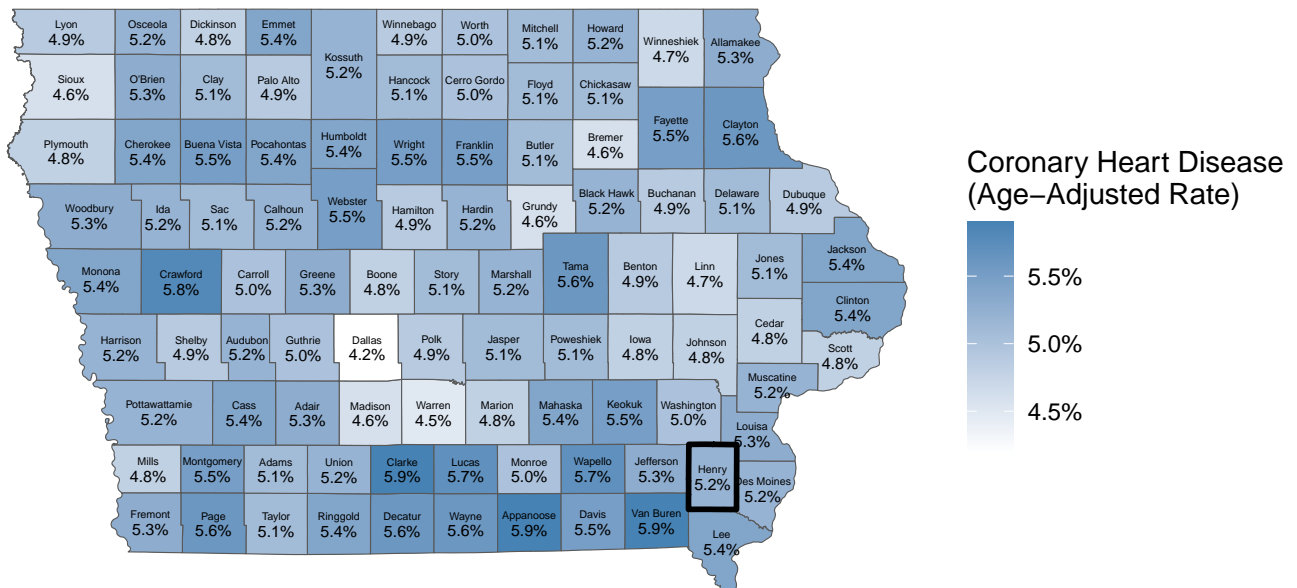 Lyon
4.9%
Osceola
5.2%
Dickinson
4.8%
Emmet
5.4%
Kossuth
5.2%
Winnebago
4.9%
Worth
5.0%
Mitchell
5.1%
Howard
5.2%
Winneshiek
4.7%
Allamakee
5.3%
Sioux
4.6%
O'Brien
5.3%
Clay
5.1%
Palo Alto
4.9%
Hancock
5.1%
Cerro Gordo
5.0%
Floyd
5.1%
Chickasaw
5.1%
Fayette
5.5%
Clayton
5.6%
Plymouth
4.8%
Cherokee
5.4%
Buena Vista
5.5%
Pocahontas
5.4%
Humboldt
5.4%
Wright
5.5%
Franklin
5.5%
Butler
5.1%
Bremer
4.6%
Woodbury
5.3%
Ida
5.2%
Sac
5.1%
Calhoun
5.2%
Webster
5.5%
Hamilton
4.9%
Hardin
5.2%
Grundy
4.6%
Black Hawk
5.2%
Buchanan
4.9%
Delaware
5.1%
Dubuque
4.9%
Monona
5.4%
Crawford
5.8%
Carroll
5.0%
Greene
5.3%
Boone
4.8%
Story
5.1%
Marshall
5.2%
Tama
5.6%
Benton
4.9%
Linn
4.7%
Jones
5.1%
Jackson
5.4%
Clinton
5.4%
Harrison
5.2%
Shelby
4.9%
Audubon
5.2%
Guthrie
5.0%
Dallas
4.2%
Polk
4.9%
Jasper
5.1%
Poweshiek
5.1%
Iowa
4.8%
Johnson
4.8%
Cedar
4.8%
Scott
4.8%
Muscatine
5.2%
Pottawattamie
5.2%
Cass
5.4%
Adair
5.3%
Madison
4.6%
Warren
4.5%
Marion
4.8%
Mahaska
5.4%
Keokuk
5.5%
Washington
5.0%
Louisa
5.3%
Mills
4.8%
Montgomery
5.5%
Adams
5.1%
Union
5.2%
Clarke
5.9%
Lucas
5.7%
Monroe
5.0%
Wapello
5.7%
Jefferson
5.3%
Henry
5.2%
Des Moines
5.2%
Fremont
5.3%
Page
5.6%
Taylor
5.1%
Ringgold
5.4%
Decatur
5.6%
Wayne
5.6%
Appanoose
5.9%
Davis
5.5%
Van Buren
5.9%
Lee
5.4%
Coronary Heart Disease
(Age−Adjusted Rate)
5.5%
5.0%
4.5%